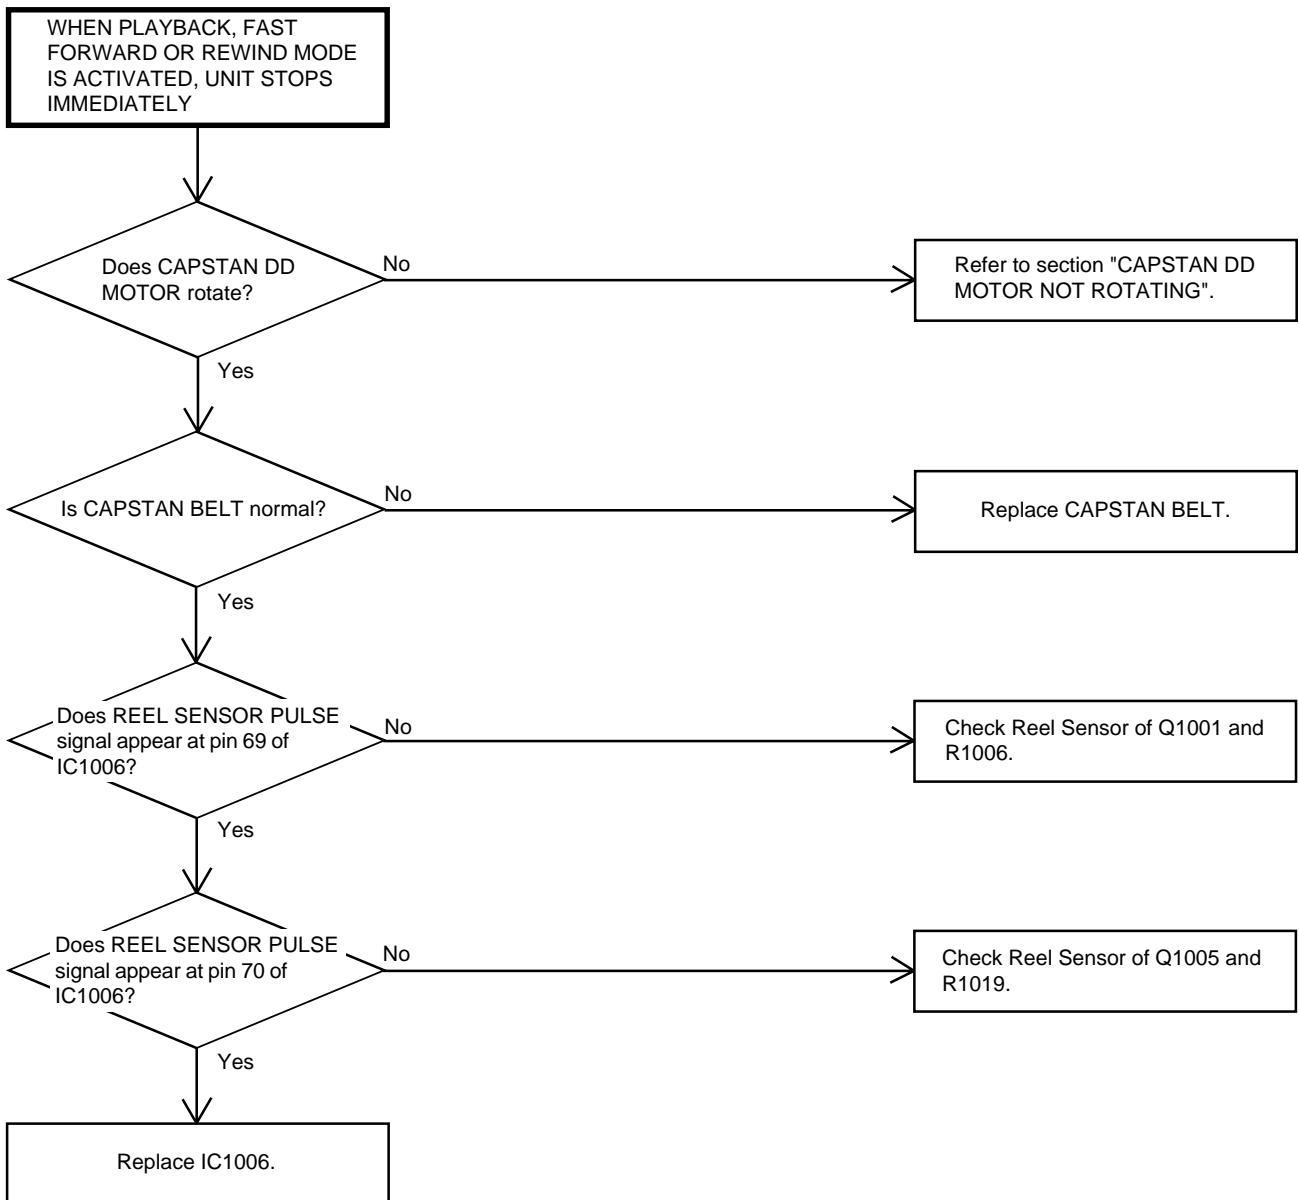 WHEN PLAYBACK, FAST
FORWARD OR REWIND MODE
IS ACTIVATED, UNIT STOPS
IMMEDIATELY
Does CAPSTAN DD
MOTOR rotate?
No
Refer to section "CAPSTAN DD
MOTOR NOT ROTATING".
Yes
Is CAPSTAN BELT normal?
No
Replace CAPSTAN BELT.
Yes
Does REEL SENSOR PULSE
signal appear at pin 69 of
IC1006?
No
Check Reel Sensor of Q1001 and
R1006.
Yes
Does REEL SENSOR PULSE
signal appear at pin 70 of
IC1006?
No
Check Reel Sensor of Q1005 and
R1019.
Yes
Replace IC1006.